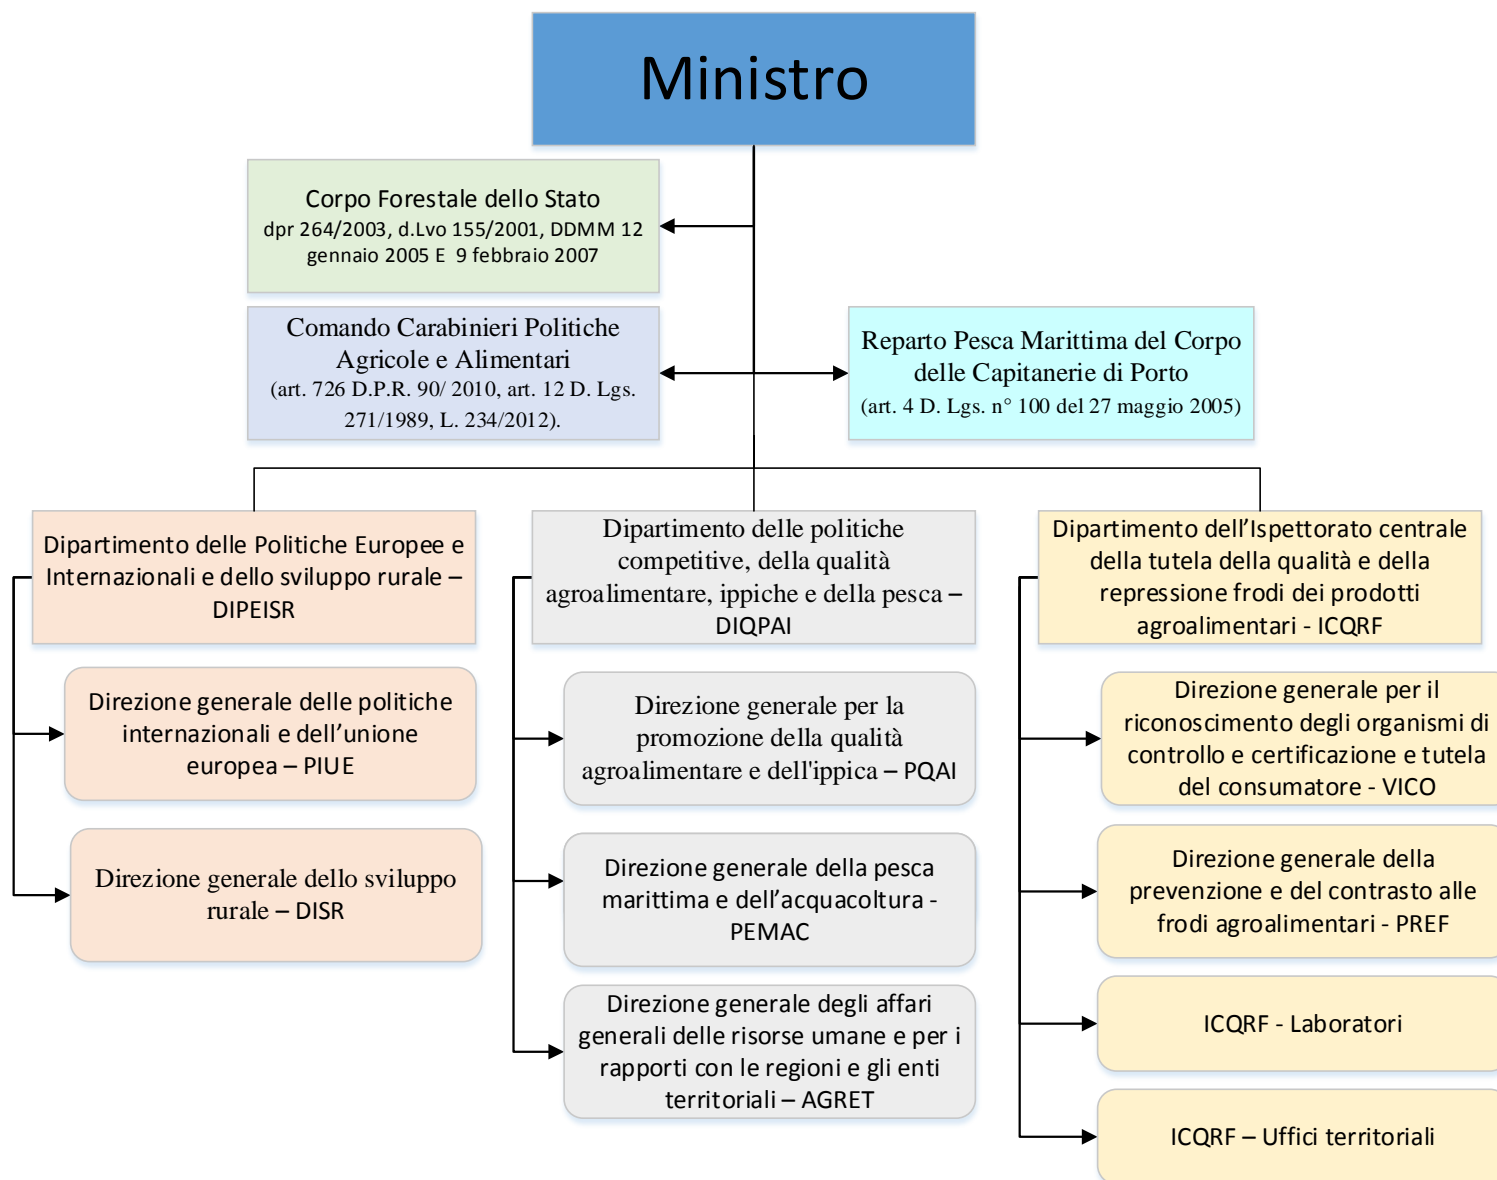 Ministro
Corpo Forestale dello Stato
dpr 264/2003, d.Lvo 155/2001, DDMM 12
gennaio 2005 E  9 febbraio 2007
Comando Carabinieri Politiche
Agricole e Alimentari
(art. 726 D.P.R. 90/ 2010, art. 12 D. Lgs.
271/1989, L. 234/2012).
Reparto Pesca Marittima del Corpo
delle Capitanerie di Porto
(art. 4 D. Lgs. n° 100 del 27 maggio 2005)
Dipartimento delle Politiche Europee e
Internazionali e dello sviluppo rurale –
DIPEISR
Direzione generale delle politiche
internazionali e dell’unione
europea – PIUE
Direzione generale dello sviluppo
rurale – DISR
Dipartimento delle politiche
competitive, della qualità
agroalimentare, ippiche e della pesca –
DIQPAI
Direzione generale per la
promozione della qualità
agroalimentare e dell'ippica – PQAI
Direzione generale della pesca
marittima e dell’acquacoltura -
PEMAC
Direzione generale degli affari
generali delle risorse umane e per i
rapporti con le regioni e gli enti
territoriali – AGRET
Dipartimento dell’Ispettorato centrale
della tutela della qualità e della
repressione frodi dei prodotti
agroalimentari - ICQRF
Direzione generale per il
riconoscimento degli organismi di
controllo e certificazione e tutela
del consumatore - VICO
Direzione generale della
prevenzione e del contrasto alle
frodi agroalimentari - PREF
ICQRF - Laboratori
ICQRF – Uffici territoriali